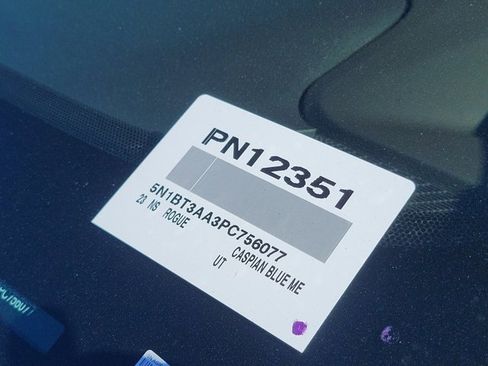 PN12351
5N1BT3AA3PC756077
23 NS ROGUE CASPIAN BLUE ME
UT